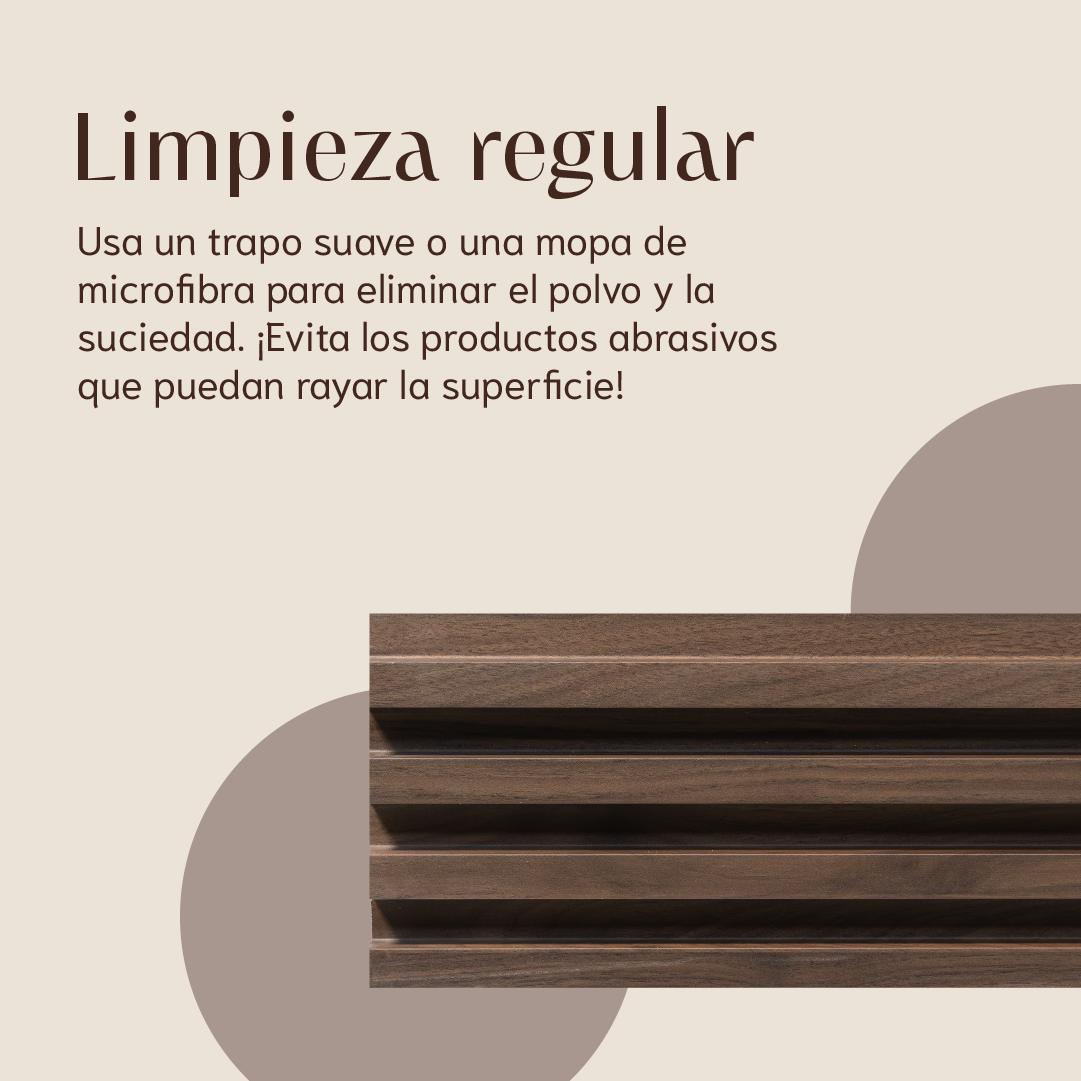 Limpieza regular
Usa un trapo suave o una mopa de
microfibra para eliminar el polvo y la
suciedad. ¡Evita los productos abrasivos
que puedan rayar la superficie!